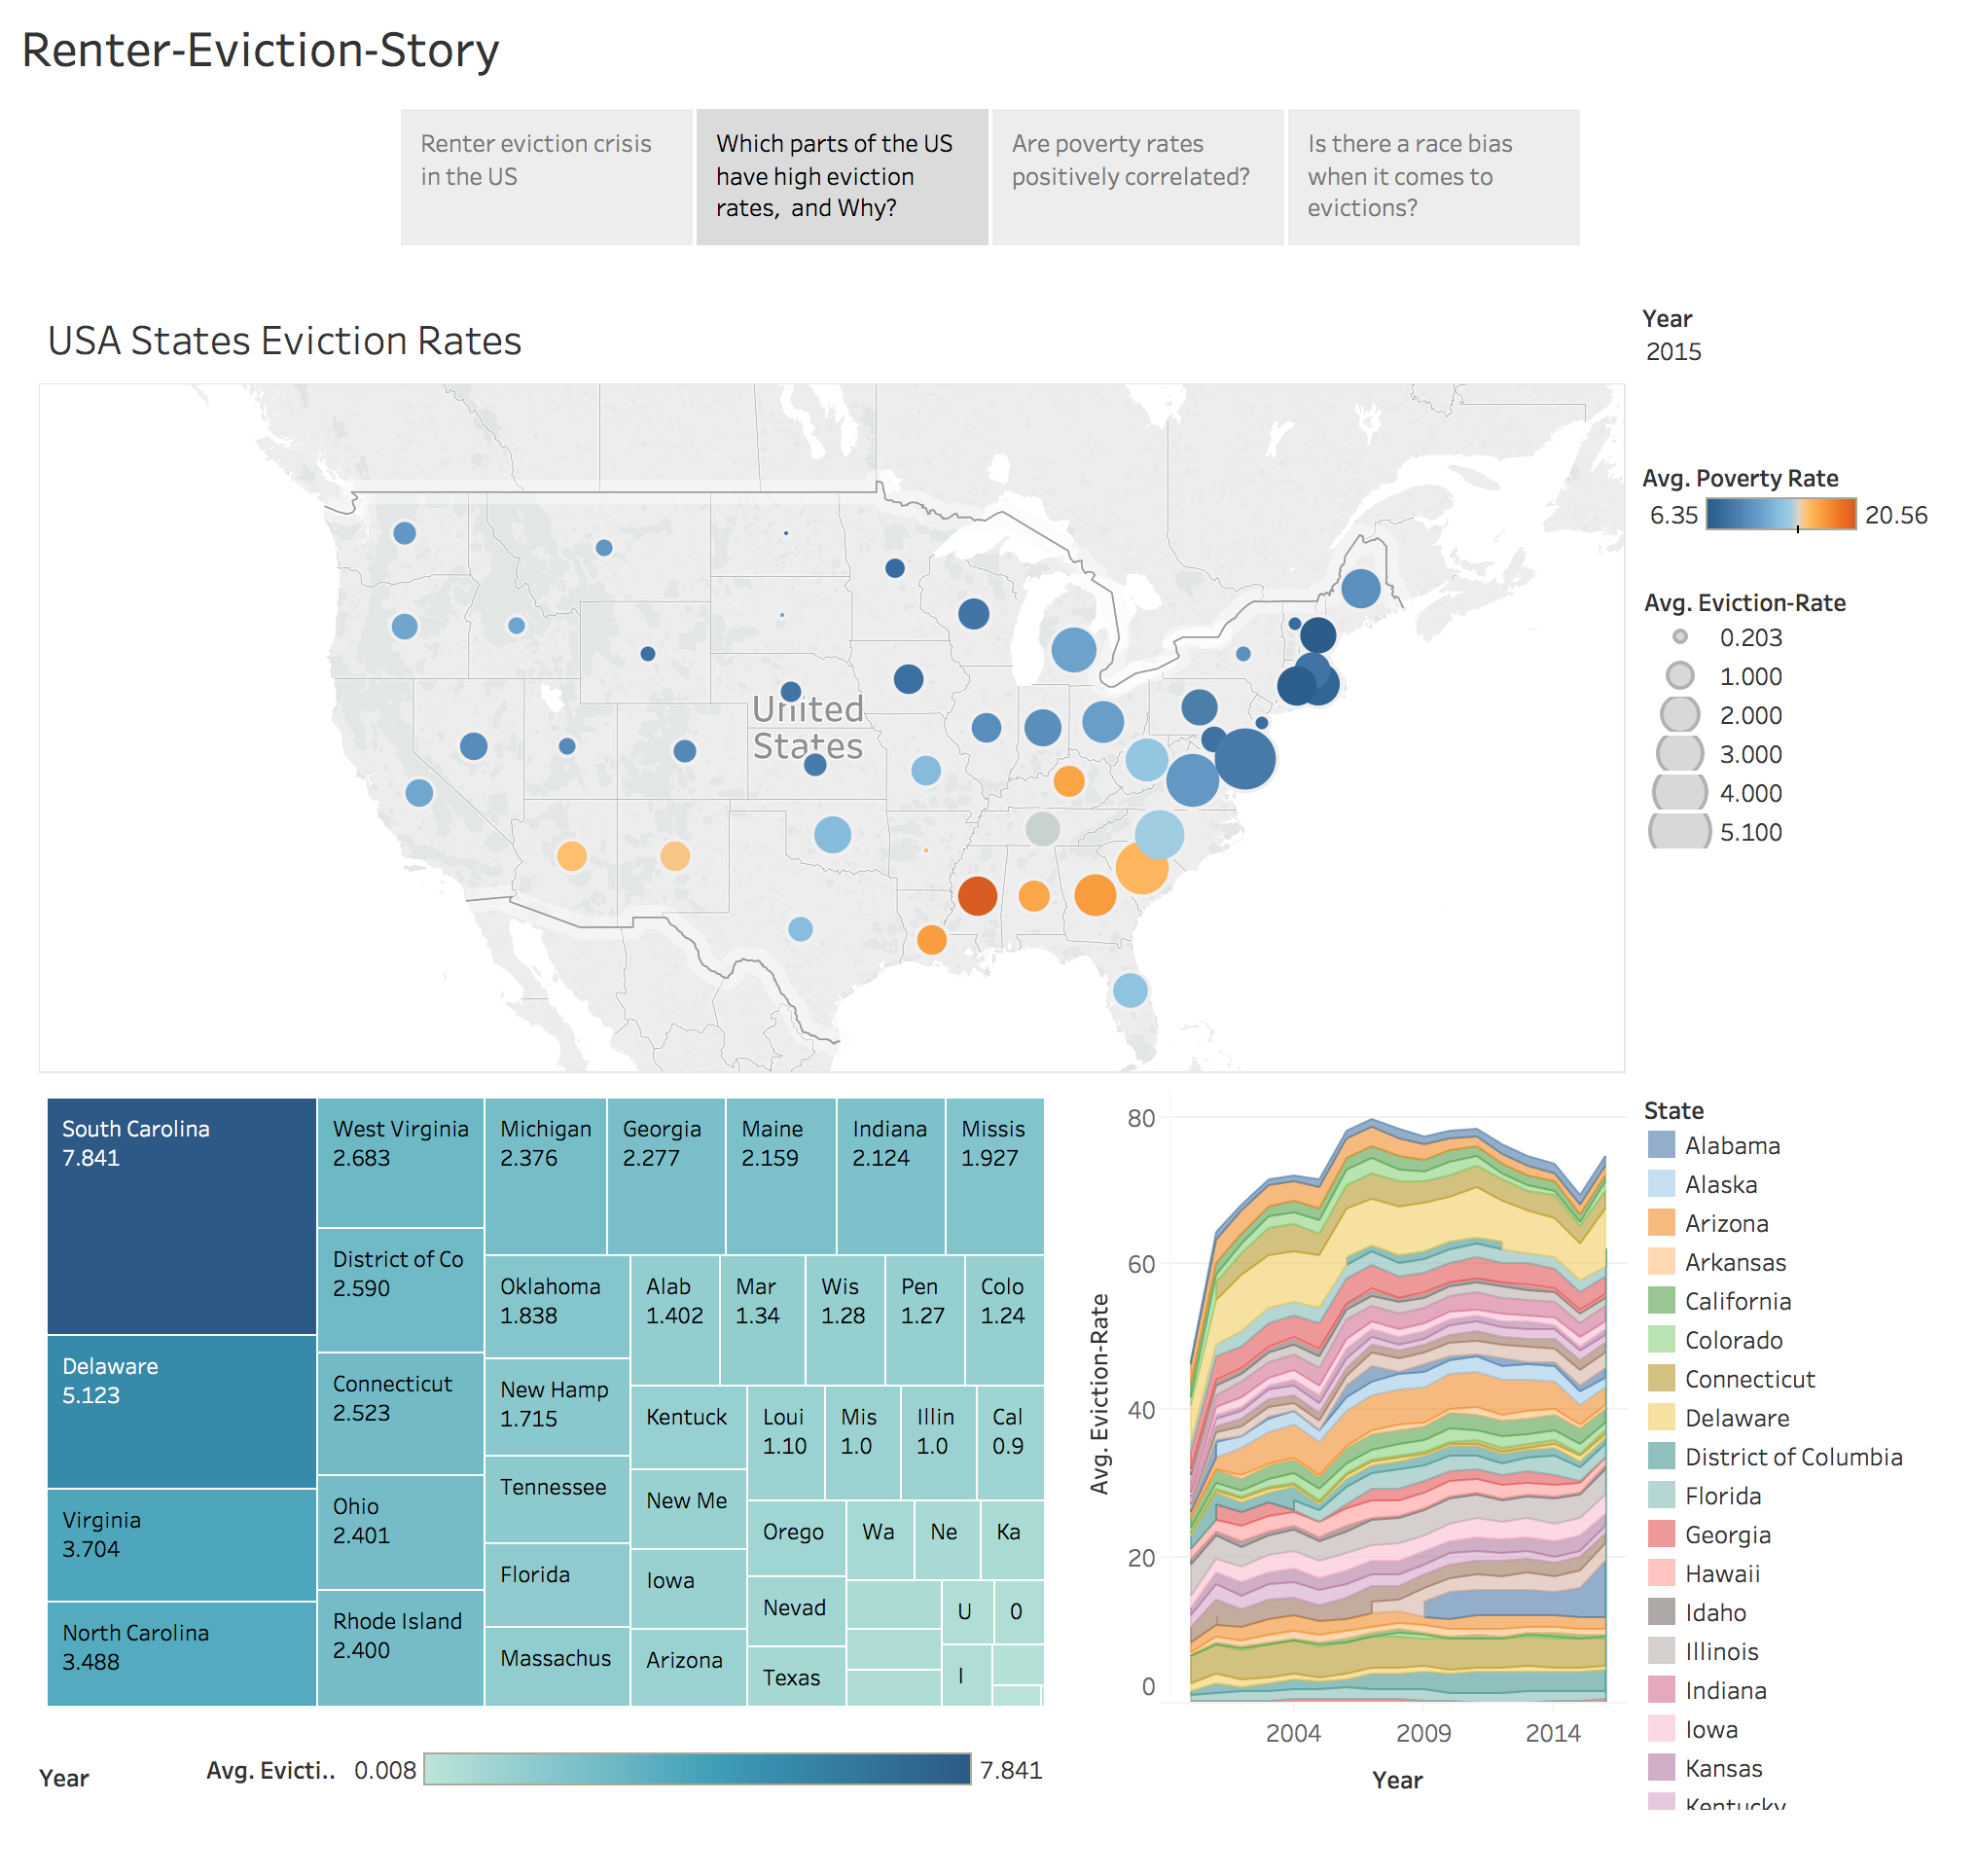 Renter-Eviction-Story
Renter eviction crisis
in the US
Which parts of the US
have high eviction
rates,  and Why?
Are poverty rates
positively correlated?
Is there a race bias
when it comes to
evictions?
USA States Eviction Rates
Year
2015
United
States
Avg. Poverty Rate
6.35
20.56
Avg. Eviction-Rate
0.203
1.000
2.000
3.000
4.000
5.100
South Carolina
7.841
Delaware
5.123
Virginia
3.704
North Carolina
3.488
West Virginia
2.683
District of Co
2.590
Connecticut
2.523
Ohio
2.401
Rhode Island
2.400
Michigan
2.376
Georgia
2.277
Maine
2.159
Indiana
2.124
Missis
1.927
Oklahoma
1.838
New Hamp
1.715
Tennessee
Florida
Massachus
Alab
1.402
Mar
1.34
Wis
1.28
Pen
1.27
Colo
1.24
Kentuck
New Me
Iowa
Arizona
Loui
1.10
Mis
1.0
Illin
1.0
Cal
0.9
Orego
Nevad
Texas
Wa
Ne
Ka
U
0
I
Year
Avg. Evicti..
0.008
7.841
Avg. Eviction-Rate
80
60
40
20
0
2004
2009
2014
Year
State
Alabama
Alaska
Arizona
Arkansas
California
Colorado
Connecticut
Delaware
District of Columbia
Florida
Georgia
Hawaii
Idaho
Illinois
Indiana
Iowa
Kansas
Kentucky